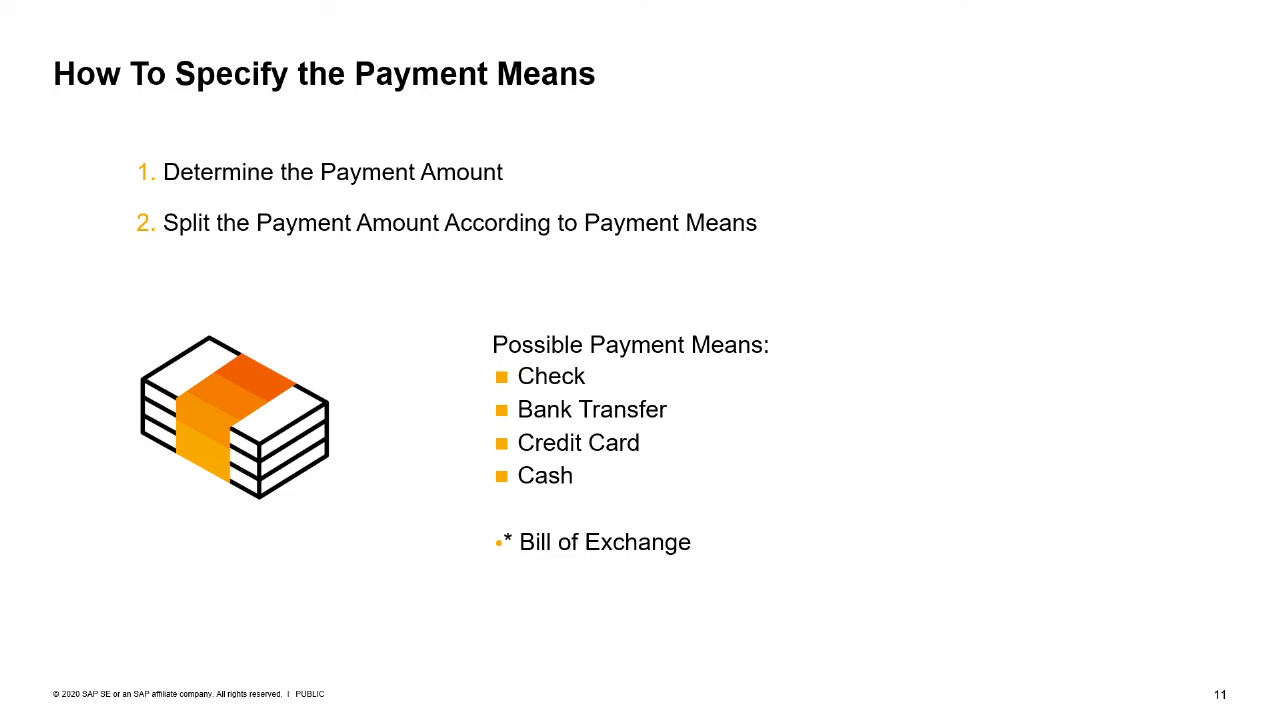 How To Specify the Payment Means
1. Determine the Payment Amount
2. Split the Payment Amount According to Payment Means
Possible Payment Means:
■ Check
■ Bank Transfer
■ Credit Card
■ Cash
•* Bill of Exchange
© 2020 SAP SE or an SAP affiliate company. All rights reserved. I PUBLIC
11